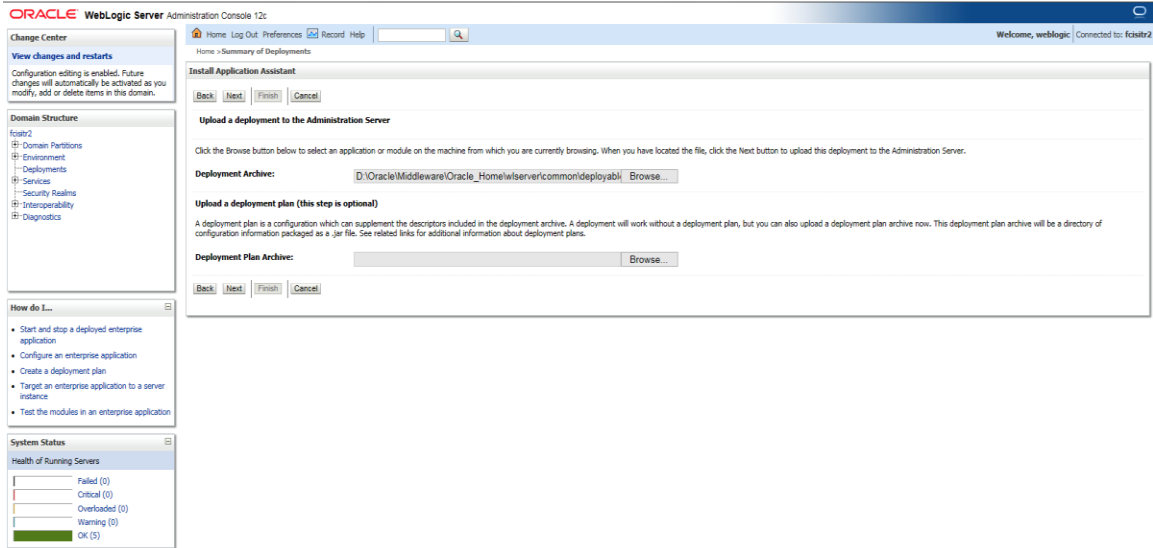 ORACLE WebLogic Server Administration Console 12c
Change Center
View changes and restarts
Configuration editing is enabled. Future
changes will automatically be activated as you
modify, add or delete items in this domain.
Domain Structure
fcisitr2
Domain Partitions
Environment
Deployments
Services
Security Realms
Interoperability
Diagnostics
How do I...
Start and stop a deployed enterprise
application
Configure an enterprise application
Create a deployment plan
Target an enterprise application to a server
instance
Test the modules in an enterprise application
System Status
Health of Running Servers
Failed (0)
Critical (0)
Overloaded (0)
Warning (0)
OK (5)
Home Log Out Preferences Record Help
Welcome, weblogic Connected to: fcisitr2
Home >Summary of Deployments
Install Application Assistant
Back Next Finish Cancel
Upload a deployment to the Administration Server
Click the Browse button below to select an application or module on the machine from which you are currently browsing. When you have located the file, click the Next button to upload this deployment to the Administration Server.
Deployment Archive: D:\Oracle\Middleware\Oracle_Home\wlserver\common\deployabl Browse...
Upload a deployment plan (this step is optional)
A deployment plan is a configuration which can supplement the descriptors included in the deployment archive. A deployment will work without a deployment plan, but you can also upload a deployment plan archive now. This deployment plan archive will be a directory of
configuration information packaged as a .jar file. See related links for additional information about deployment plans.
Deployment Plan Archive: Browse...
Back Next Finish Cancel